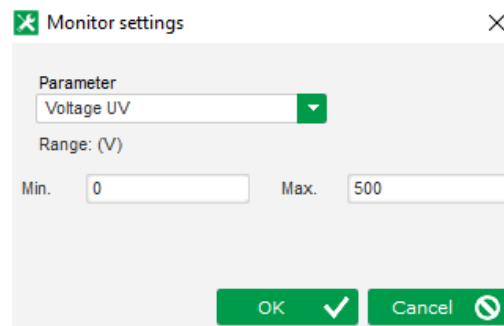 Monitor settings
Parameter
Voltage UV
Range: (V)
Min. 0 Max. 500
OK Cancel